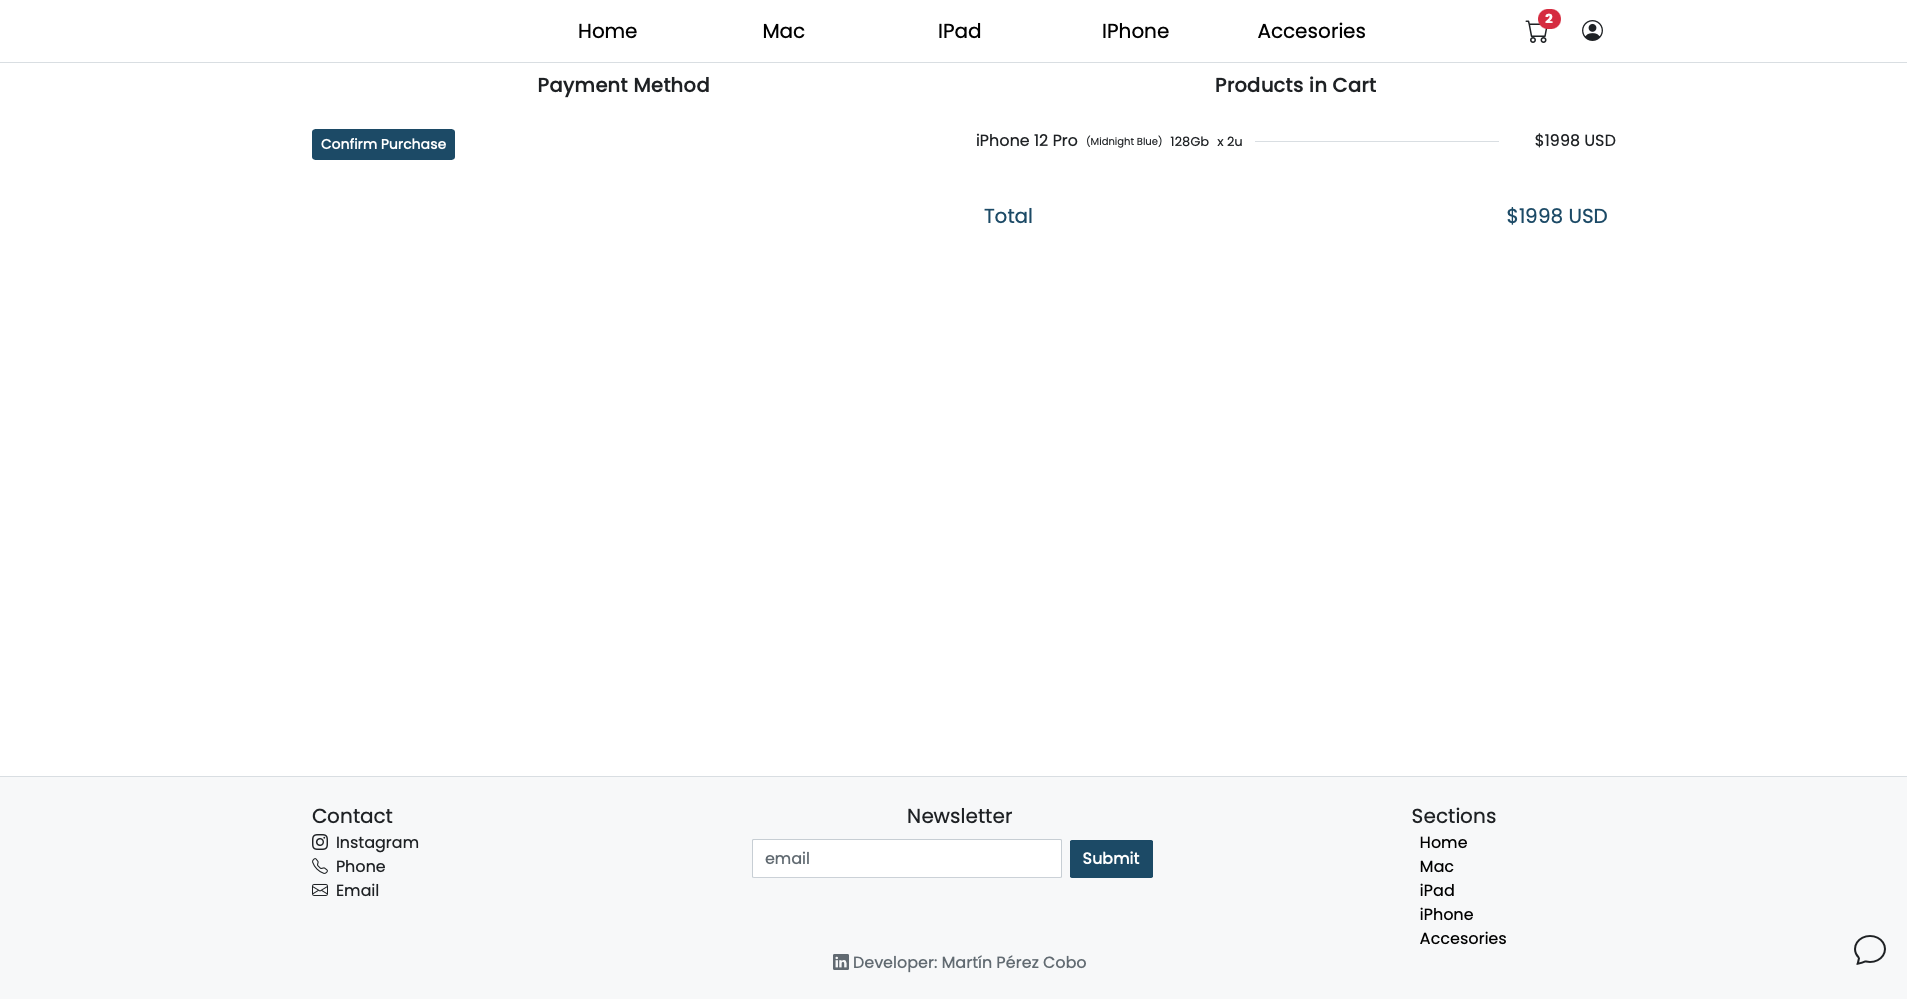 Home Mac IPad IPhone Accesories 2
Payment Method
Confirm Purchase
Products in Cart
iPhone 12 Pro (Midnight Blue) 128Gb x 2u $1998 USD
Total $1998 USD
Contact
Instagram
Phone
Email
Newsletter
email Submit
Sections
Home
Mac
iPad
iPhone
Accesories
Developer: Martín Pérez Cobo